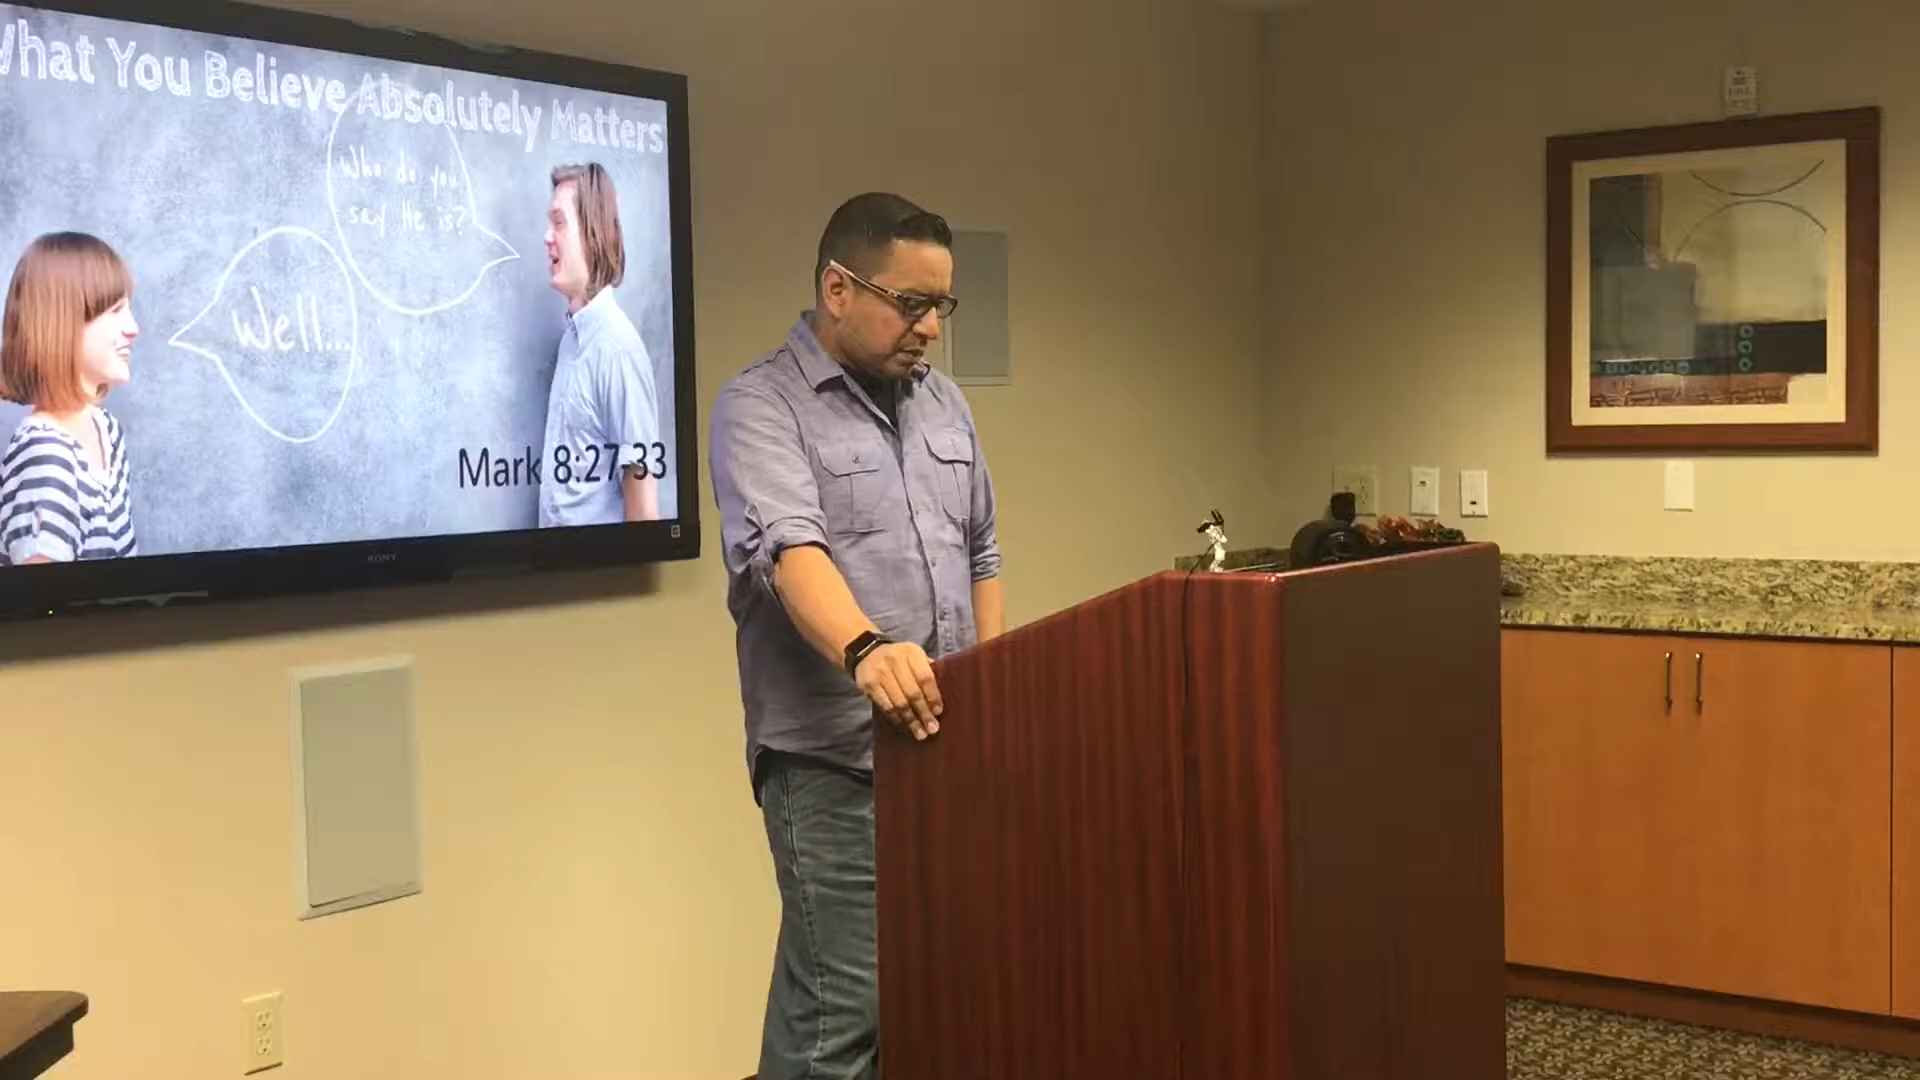 What You Believe Absolutely Matters
Who do you
say He is?
Well...
Mark 8:27-33
SONY